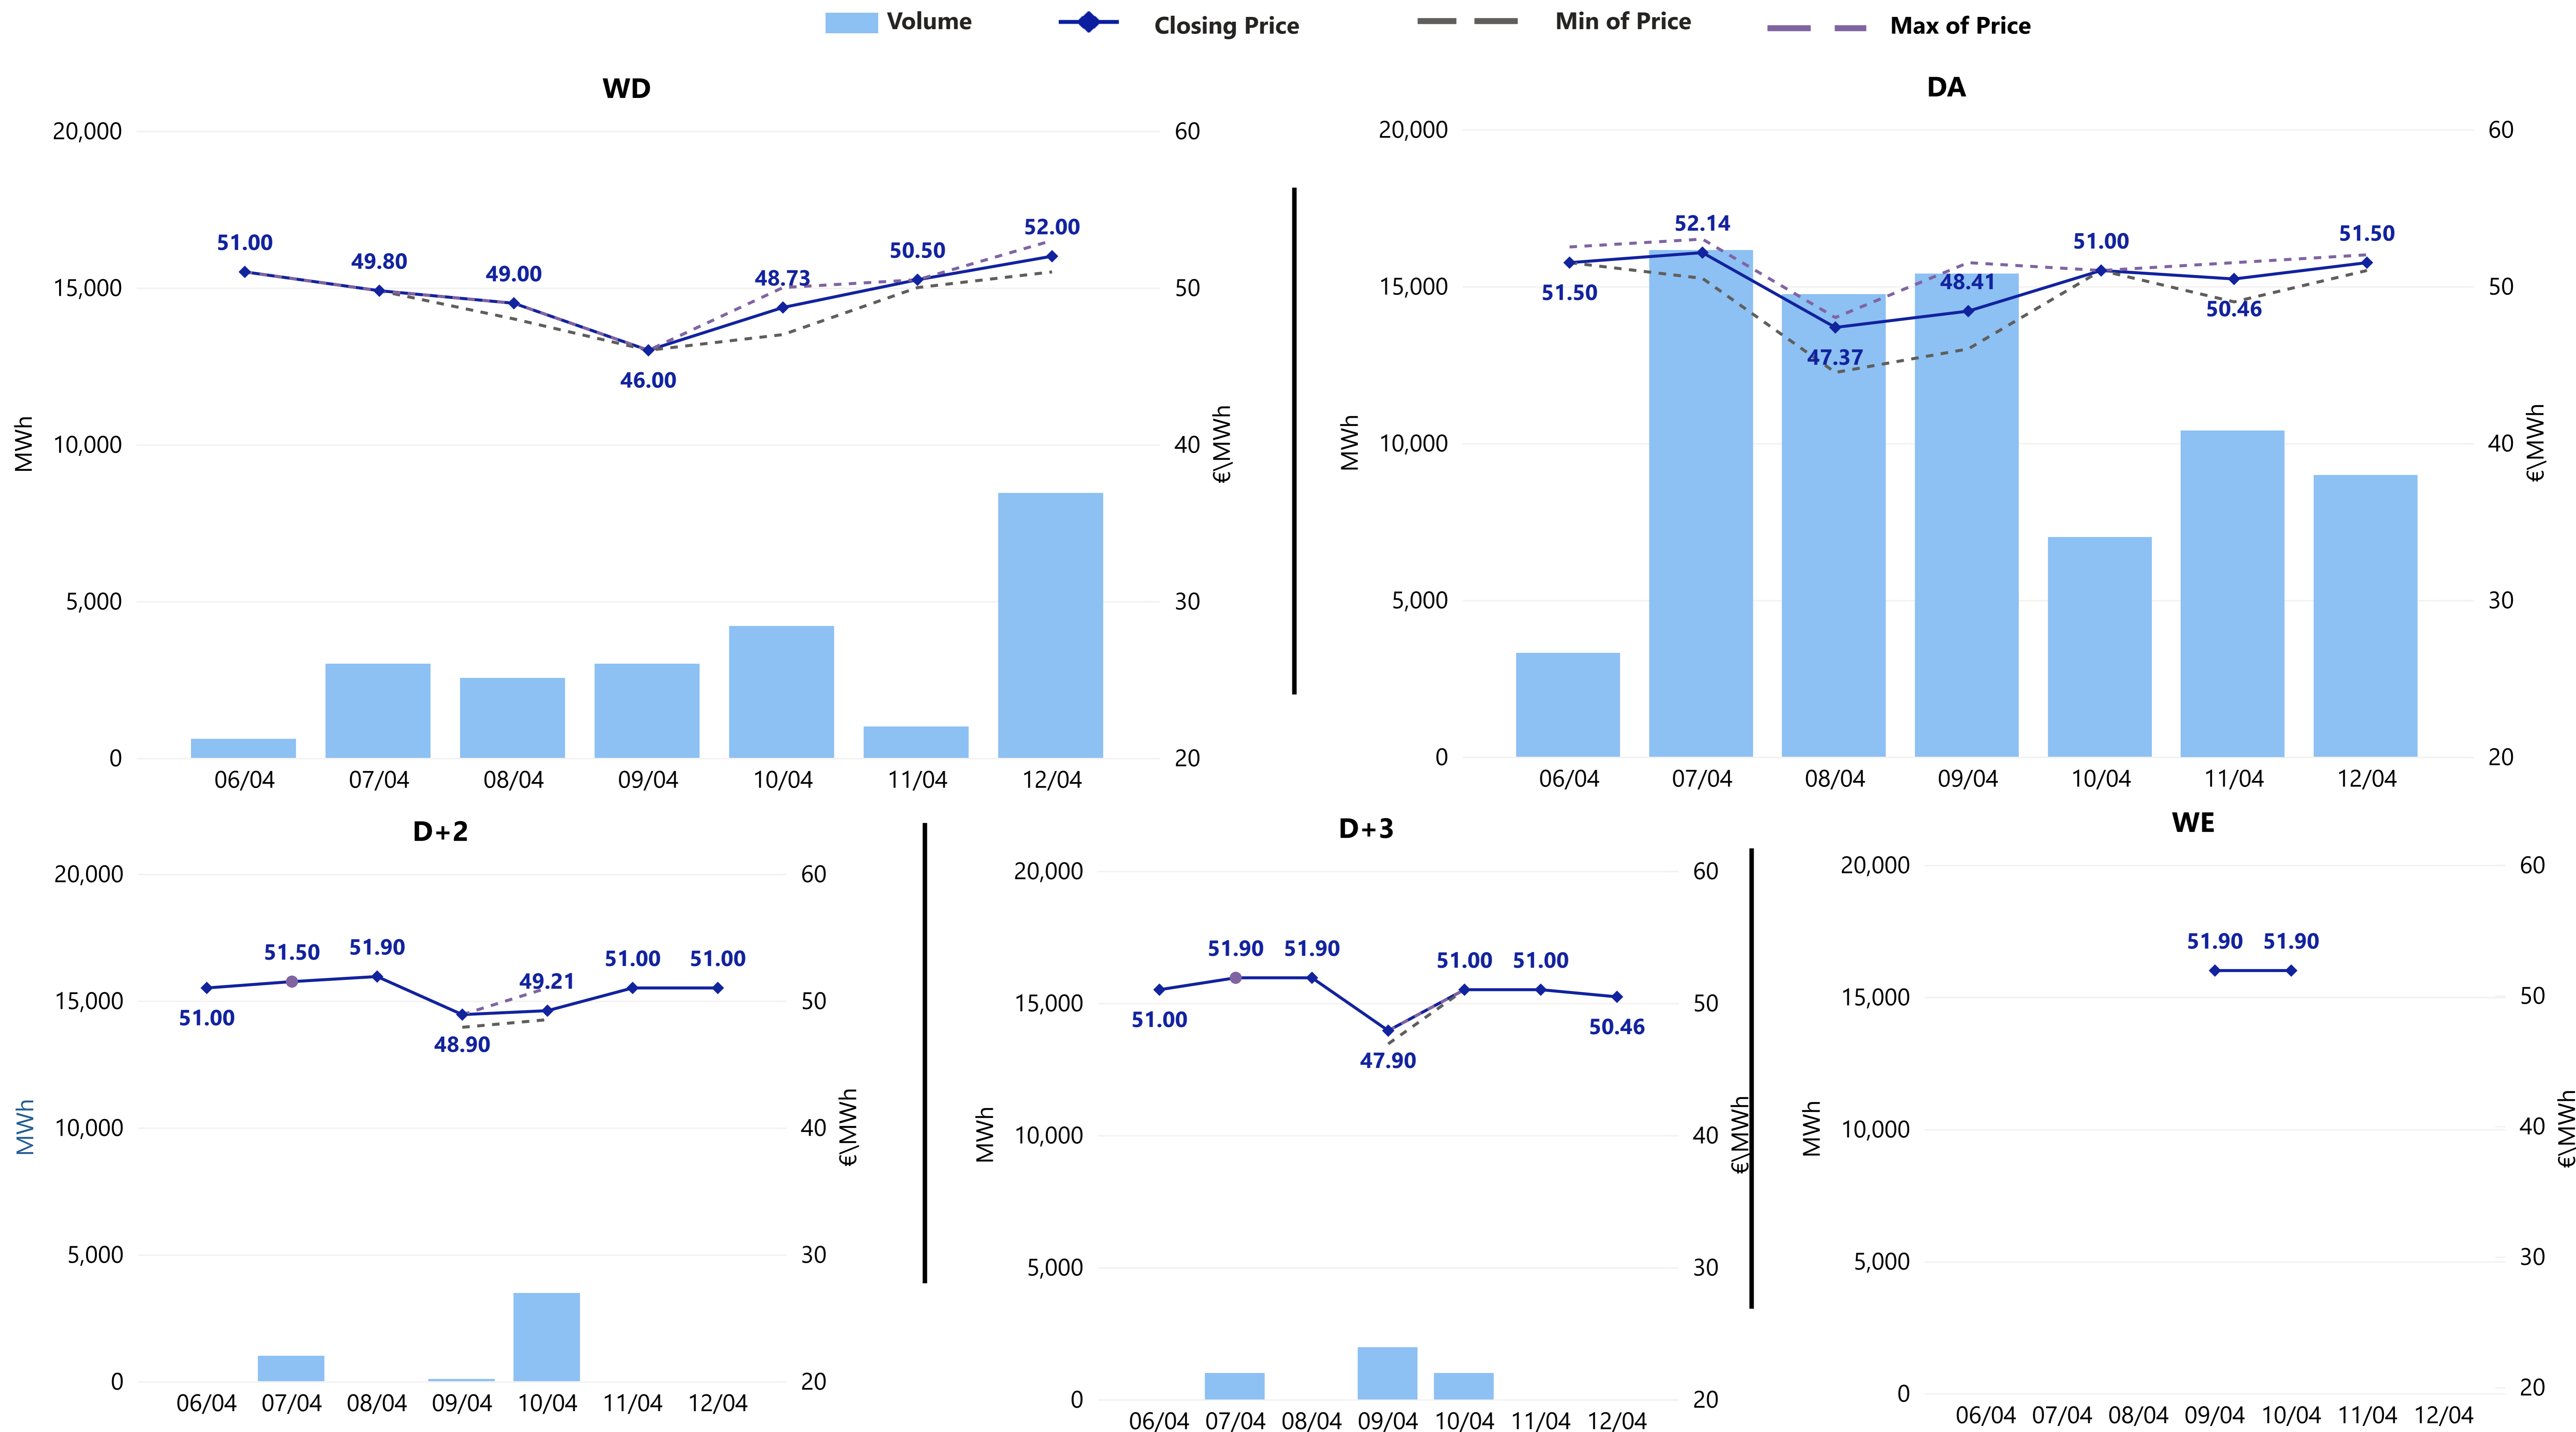 Volume Closing Price Min of Price Max of Price
WD
20,000 60
51.00 49.80 49.00 46.00 48.73 50.50 52.00
15,000 50
10,000 40
MWh €\MWh
5,000 30
0 20
06/04 07/04 08/04 09/04 10/04 11/04 12/04
DA
20,000 60
51.50 52.14 47.37 48.41 51.00 50.46 51.50
15,000 50
10,000 40
MWh €\MWh
5,000 30
0 20
06/04 07/04 08/04 09/04 10/04 11/04 12/04
D+2
20,000 60
51.00 51.50 51.90 48.90 49.21 51.00 51.00
15,000 50
10,000 40
MWh €\MWh
5,000 30
0 20
06/04 07/04 08/04 09/04 10/04 11/04 12/04
D+3
20,000 60
51.00 51.90 51.90 47.90 51.00 51.00 50.46
15,000 50
10,000 40
MWh €\MWh
5,000 30
0 20
06/04 07/04 08/04 09/04 10/04 11/04 12/04
WE
20,000 60
51.90 51.90
15,000 50
10,000 40
MWh €\MWh
5,000 30
0 20
06/04 07/04 08/04 09/04 10/04 11/04 12/04